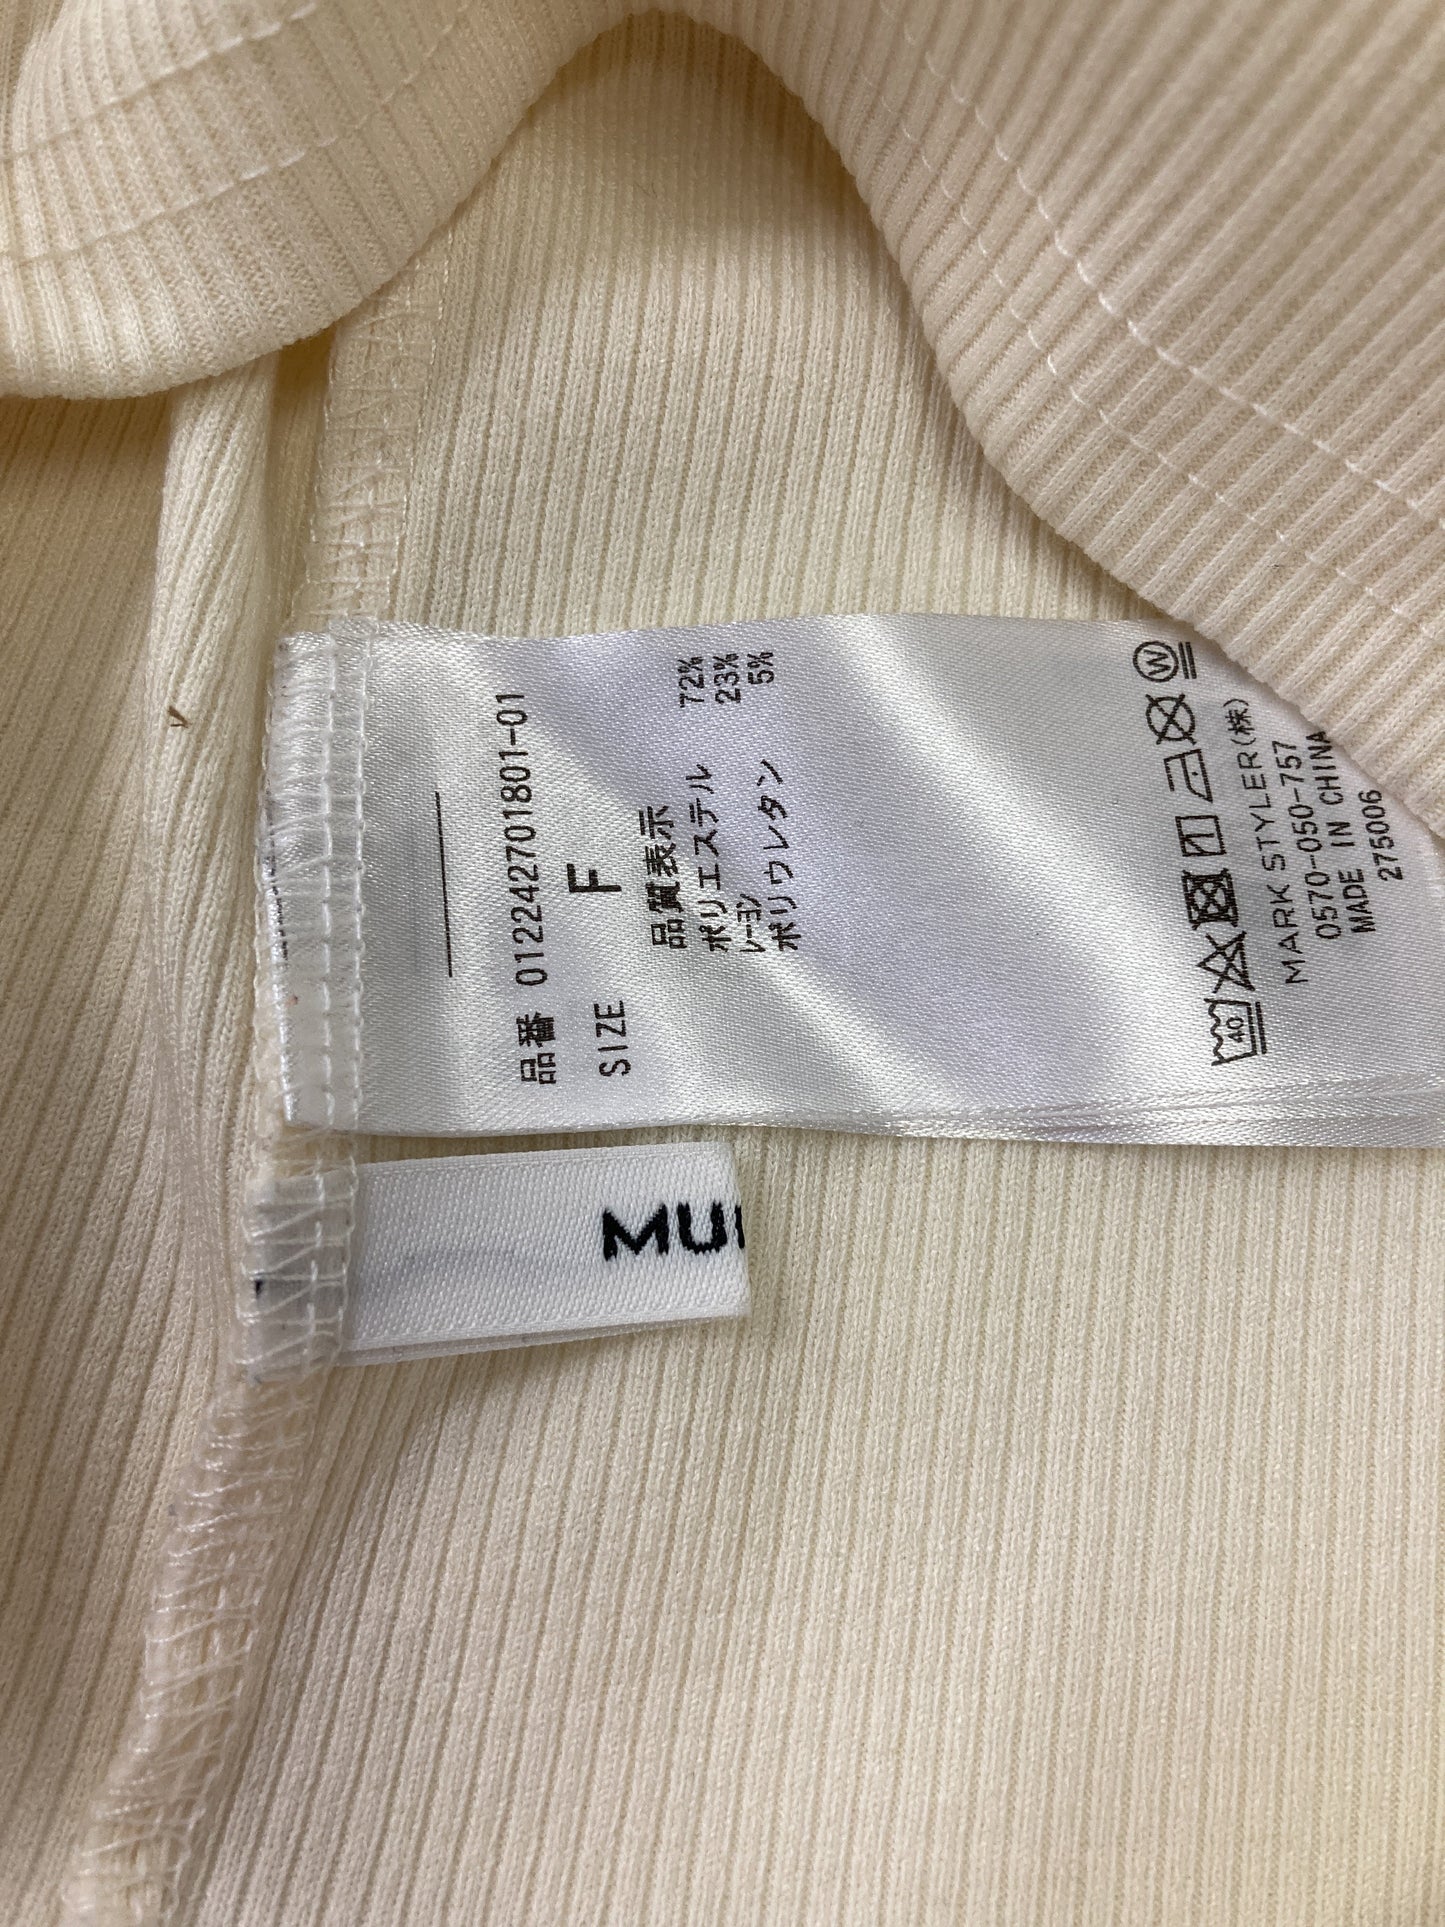 品番 012242701801-01
SIZE F
品質表示
ポリエステル 72%
レーヨン 23%
ポリウレタン 5%
40
W
MARK STYLER(株)
0570-050-757
MADE IN CHINA
275006